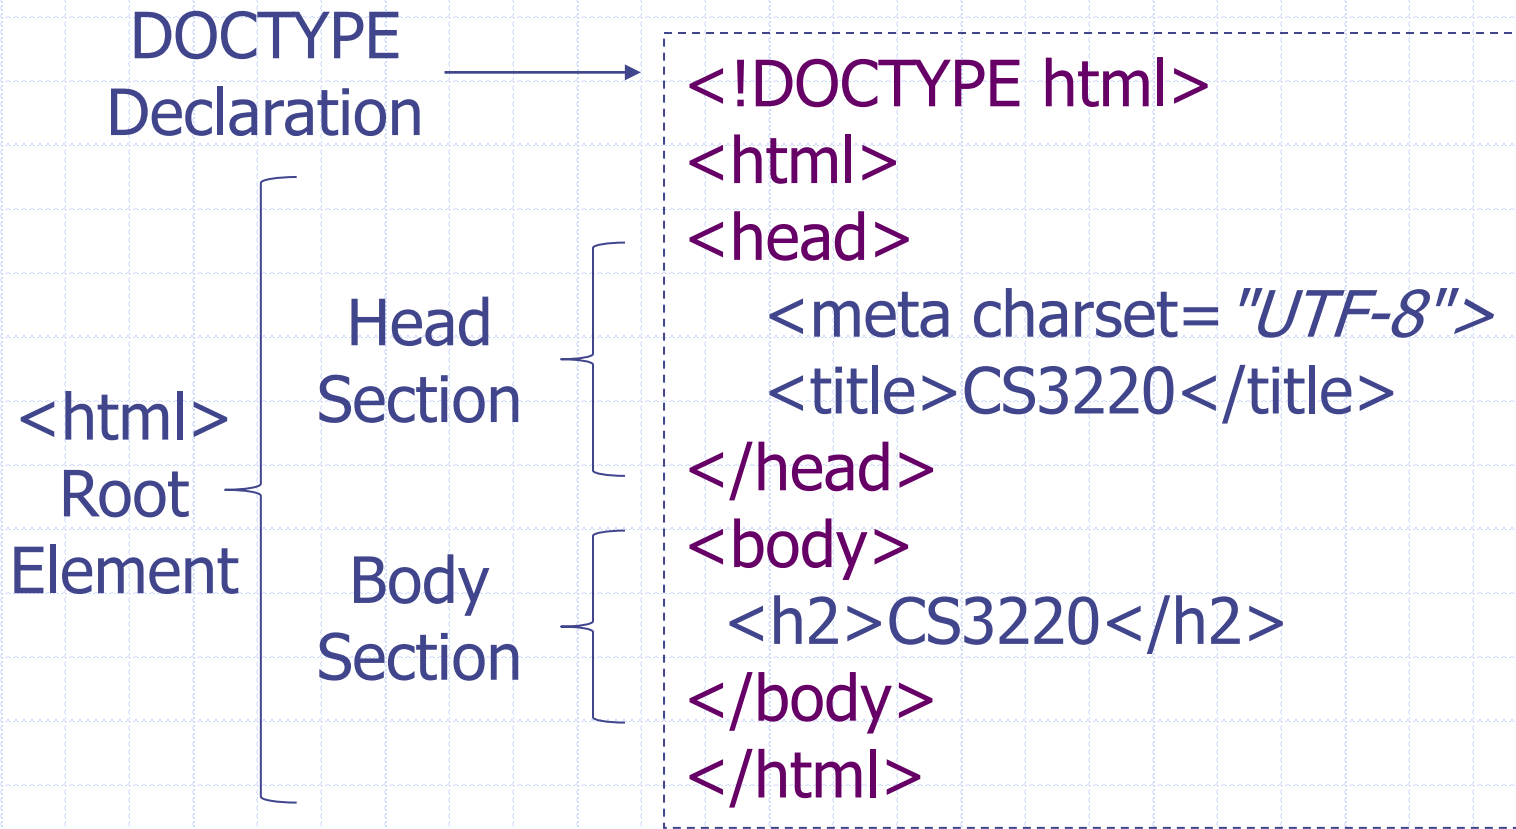 DOCTYPE
Declaration
<!DOCTYPE html>
<html>
<head>
<meta charset="UTF-8">
<title>CS3220</title>
</head>
<body>
<h2>CS3220</h2>
</body>
</html>
Head
Section
<html>
Root
Element
Body
Section